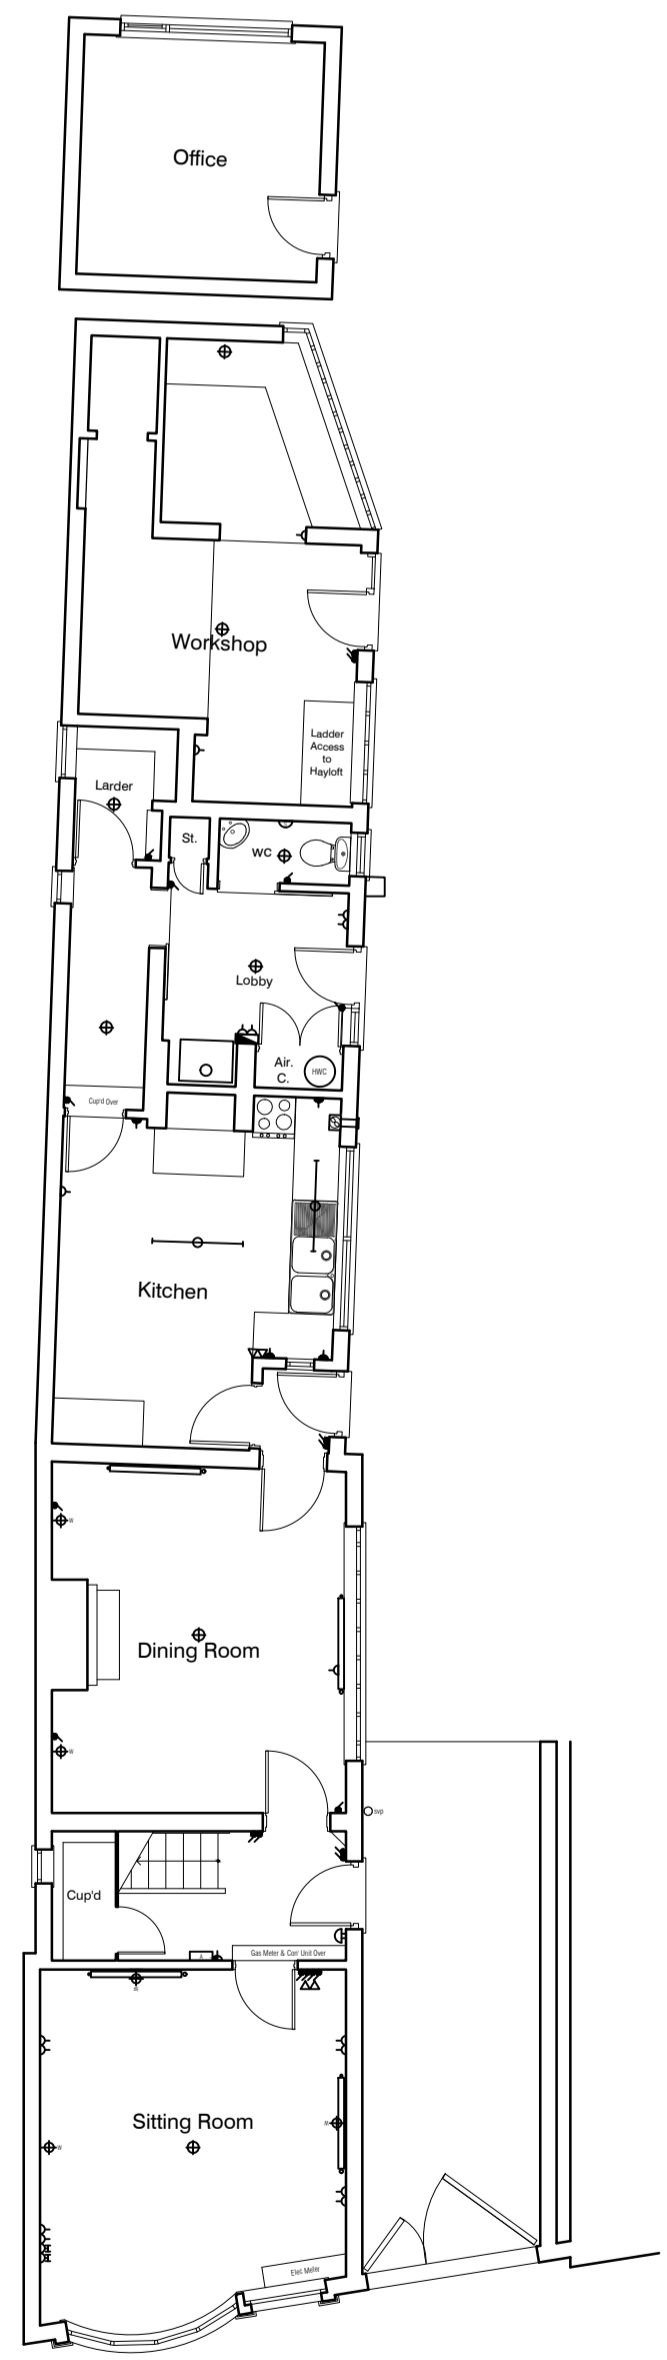 Office
Workshop
Ladder
Access
to
Hayloft
Larder
St.
WC
Lobby
Air.
C.
HWC
Cup'd Over
Kitchen
W
Dining Room
W
svp
Cup'd
A
Gas Meter & Corr Unit Over
W
Sitting Room
W
W
Elec Meter